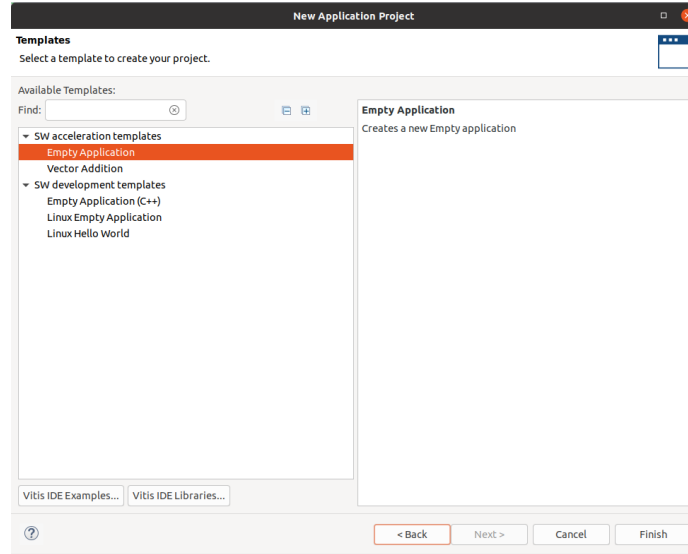 New Application Project
Templates
Select a template to create your project.
Available Templates:
Find:
SW acceleration templates
Empty Application
Vector Addition
SW development templates
Empty Application (C++)
Linux Empty Application
Linux Hello World
Empty Application
Creates a new Empty application
Vitis IDE Examples...
Vitis IDE Libraries...
?
< Back
Next >
Cancel
Finish